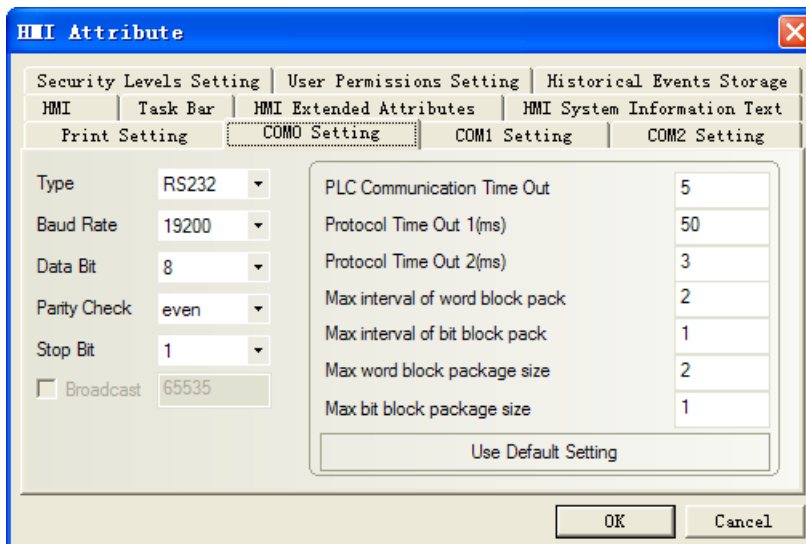 HMI Attribute
Security Levels Setting User Permissions Setting Historical Events Storage
HMI Task Bar HMI Extended Attributes HMI System Information Text
Print Setting COM0 Setting COM1 Setting COM2 Setting
Type RS232
Baud Rate 19200
Data Bit 8
Parity Check even
Stop Bit 1
Broadcast 65535
PLC Communication Time Out 5
Protocol Time Out 1(ms) 50
Protocol Time Out 2(ms) 3
Max interval of word block pack 2
Max interval of bit block pack 1
Max word block package size 2
Max bit block package size 1
Use Default Setting
OK Cancel